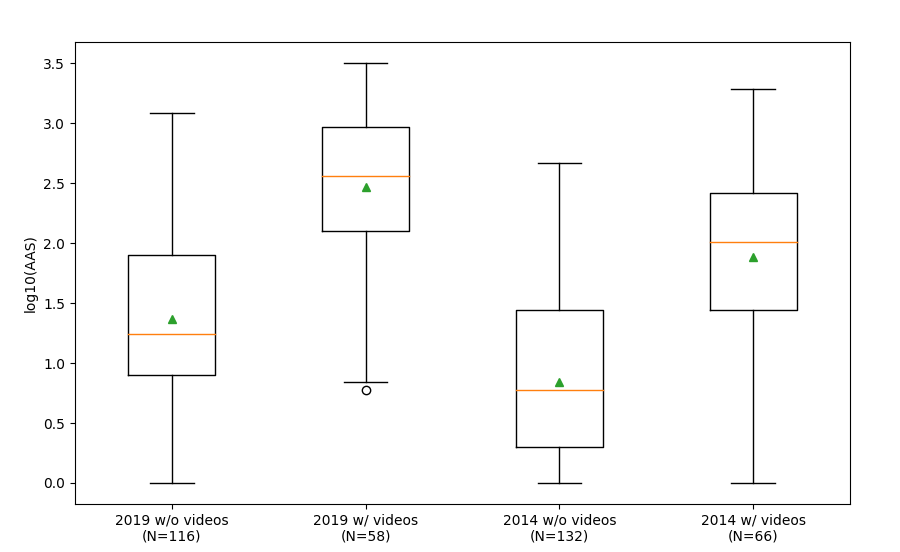 3.5
3.0
2.5
2.0
1.5
1.0
0.5
0.0
log10(AAS)
2019 w/o videos
(N=116)
2019 w/ videos
(N=58)
2014 w/o videos
(N=132)
2014 w/ videos
(N=66)